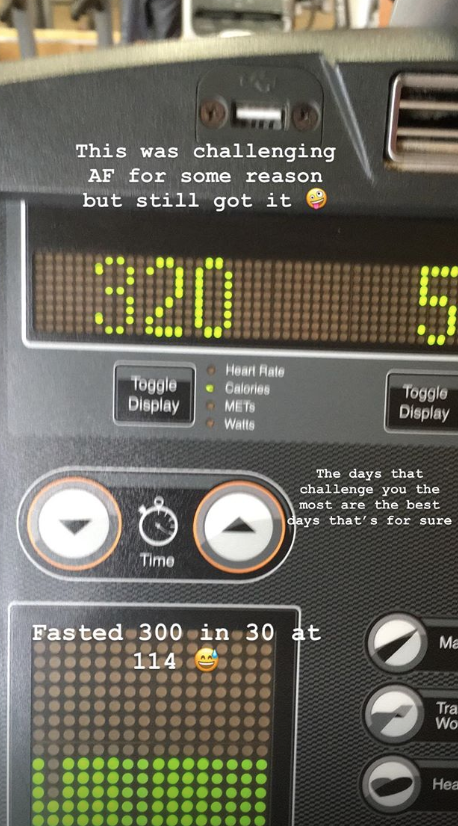 This was challenging
AF for some reason
but still got it 🤪
320
5
Toggle
Display
Heart Rate
Calories
METs
Watts
Toggle
Display
The days that
challenge you the
most are the best
days that's for sure
Time
Fasted 300 in 30 at
114 😅
Ma
Tra
Wo
Hea